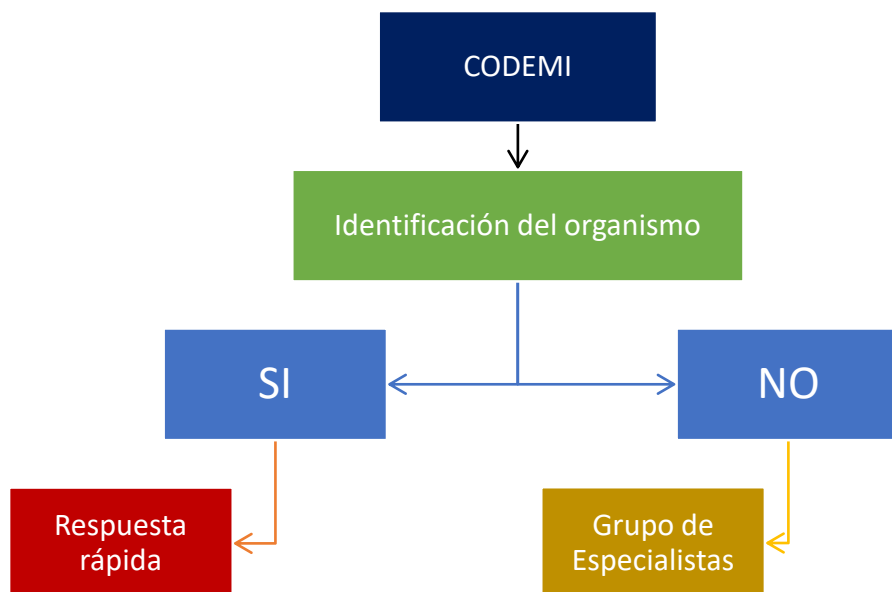 CODEMI
Identificación del organismo
SI
NO
Respuesta
rápida
Grupo de
Especialistas